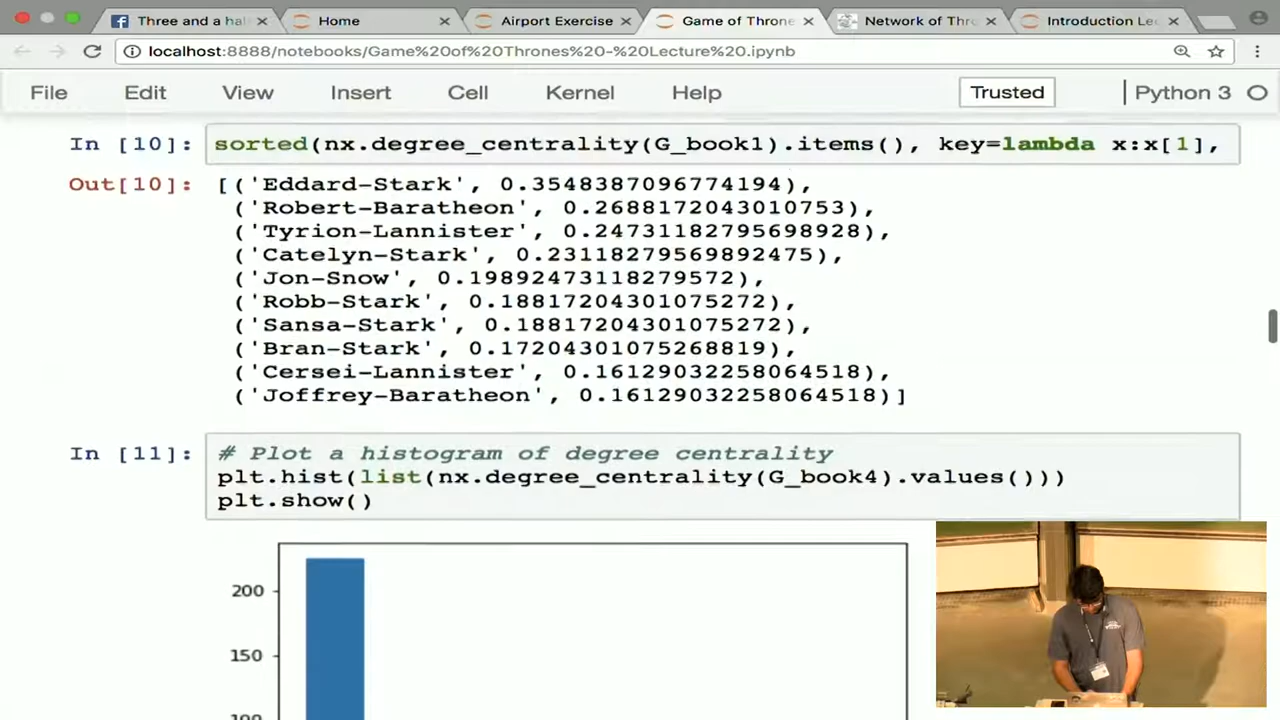 Three and a ha
Home
Airport Exercise
Game of Throne
Network of Thr
Introduction Le
localhost:8888/notebooks/Game%20of%20Thrones%20-%20Lecture%20.ipynb
File Edit View Insert Cell Kernel Help Trusted Python 3
In [10]: sorted(nx.degree_centrality(G_book1).items(), key=lambda x:x[1],
Out[10]: [('Eddard-Stark', 0.3548387096774194),
('Robert-Baratheon', 0.2688172043010753),
('Tyrion-Lannister', 0.24731182795698928),
('Catelyn-Stark', 0.23118279569892475),
('Jon-Snow', 0.19892473118279572),
('Robb-Stark', 0.18817204301075272),
('Sansa-Stark', 0.18817204301075272),
('Bran-Stark', 0.17204301075268819),
('Cersei-Lannister', 0.16129032258064518),
('Joffrey-Baratheon', 0.16129032258064518)]
In [11]: # Plot a histogram of degree centrality
plt.hist(list(nx.degree_centrality(G_book4).values()))
plt.show()
200
150